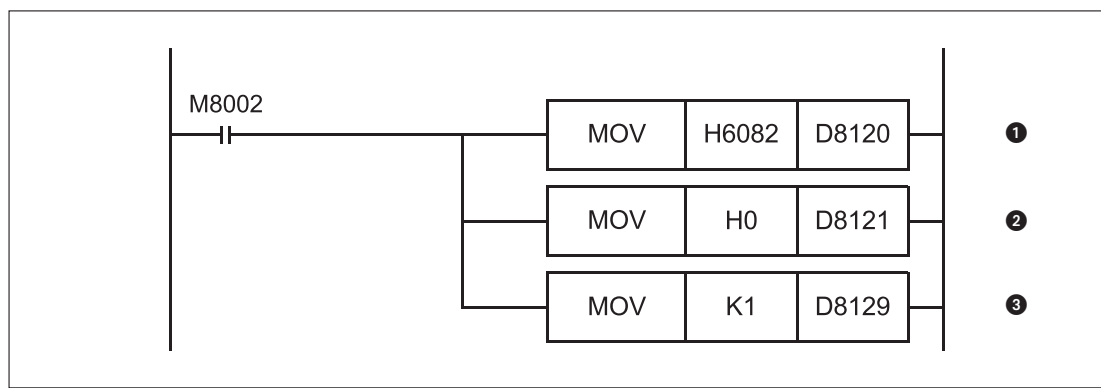 M8002
MOV H6082 D8120 ❶
MOV H0 D8121 ❷
MOV K1 D8129 ❸